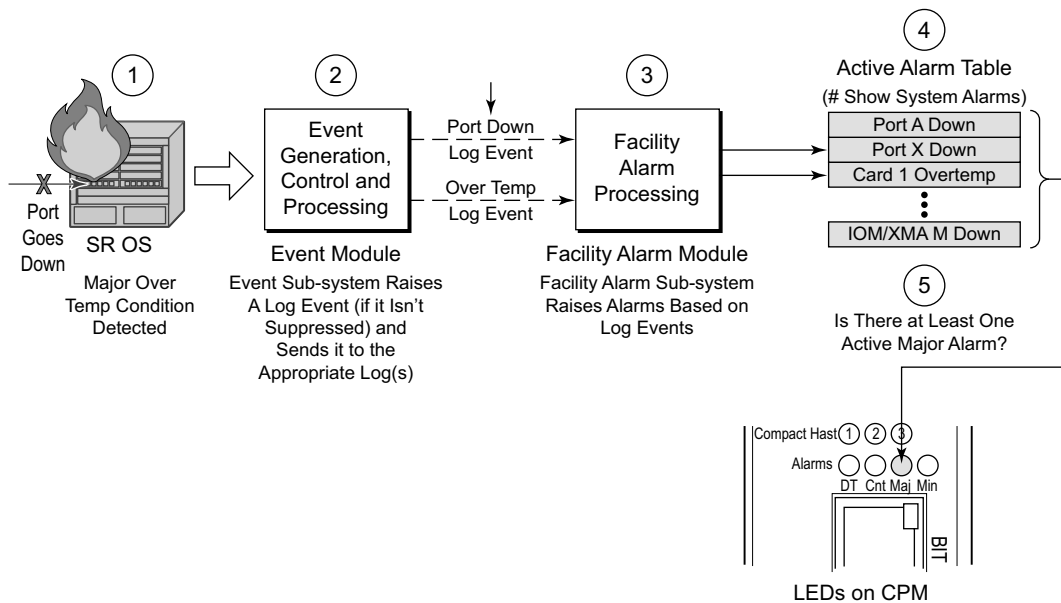 1
Port
Goes
Down
SR OS
Major Over
Temp Condition
Detected
2
Event
Generation,
Control and
Processing
Event Module
Event Sub-system Raises
A Log Event (if it Isn't
Suppressed) and
Sends it to the
Appropriate Log(s)
Port Down
Log Event
Over Temp
Log Event
3
Facility
Alarm
Processing
Facility Alarm Module
Facility Alarm Sub-system
Raises Alarms Based on
Log Events
4
Active Alarm Table
(# Show System Alarms)
Port A Down
Port X Down
Card 1 Overtemp
IOM/XMA M Down
5
Is There at Least One
Active Major Alarm?
Compact Hast 1 2 3
Alarms
DT Cnt Maj Min
BIT
LEDs on CPM